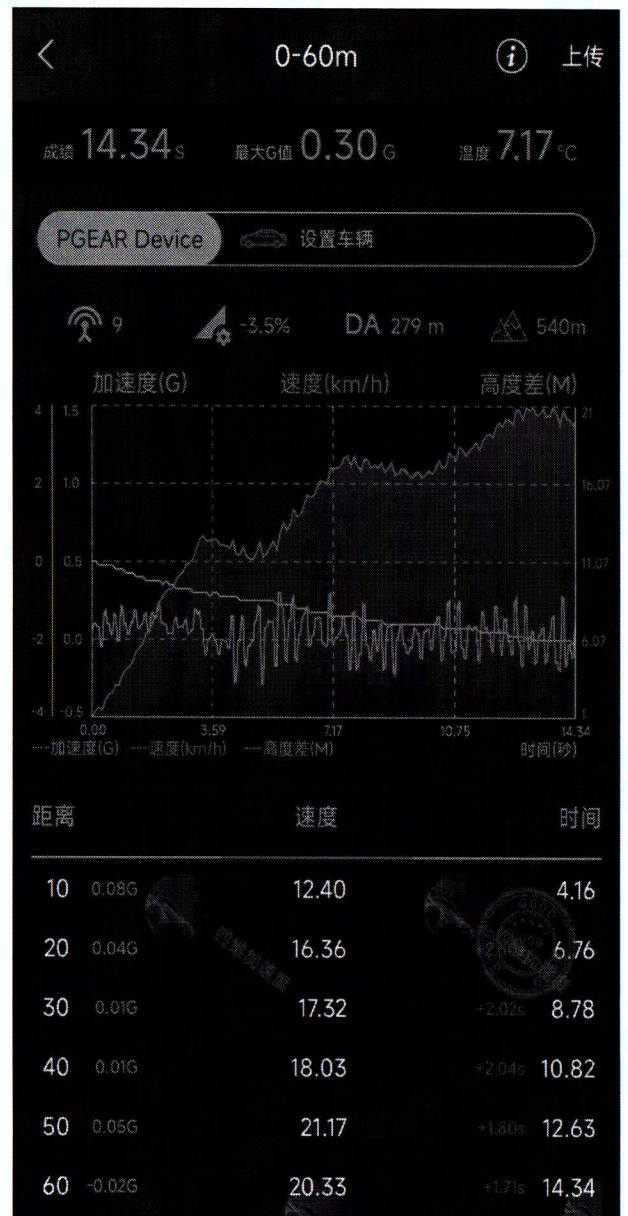 0-60m
上传
成绩 14.34 s 最大G值 0.30 G 温度 7.17 °C
PGEAR Device 设置车辆
9 -3.5% DA 279 m 540m
加速度(G) 速度(km/h) 高度差(M)
4 1.5 21
2 1.0 16.07
0 0.5 11.07
-2 0.0 6.07
-4 -0.5 1
0.00 3.59 7.17 10.75 14.34
加速度(G) 速度(km/h) 高度差(M) 时间(秒)
距离 速度 时间
10 0.08G 12.40 4.16
20 0.04G 16.36 6.76
30 0.01G 17.32 +2.02s 8.78
40 0.01G 18.03 +2.04s 10.82
50 0.05G 21.17 +1.80s 12.63
60 -0.02G 20.33 +1.71s 14.34